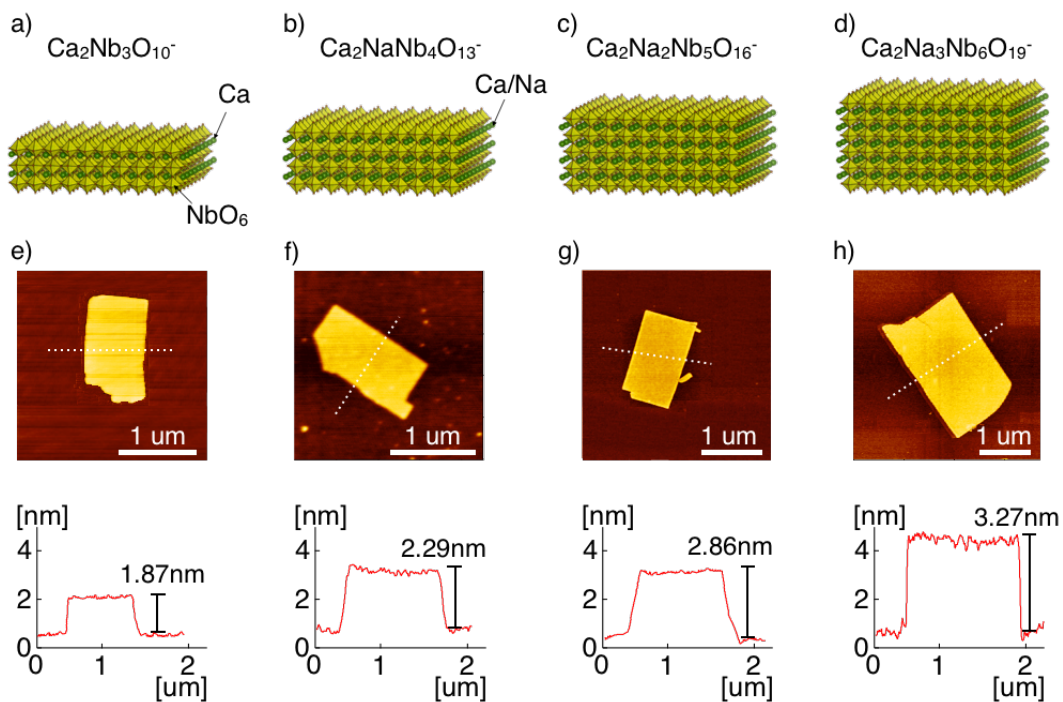 a)
Ca₂Nb₃O₁₀⁻
Ca
NbO₆
b)
Ca₂NaNb₄O₁₃⁻
Ca/Na
c)
Ca₂Na₂Nb₅O₁₆⁻
d)
Ca₂Na₃Nb₆O₁₉⁻
e)
1 um
f)
1 um
g)
1 um
h)
1 um
[nm]
4
2
0
1.87nm
0 1 2
[um]
[nm]
4
2
0
2.29nm
0 1 2
[um]
[nm]
4
2
0
2.86nm
0 1 2
[um]
[nm]
4
2
0
3.27nm
0 1 2
[um]